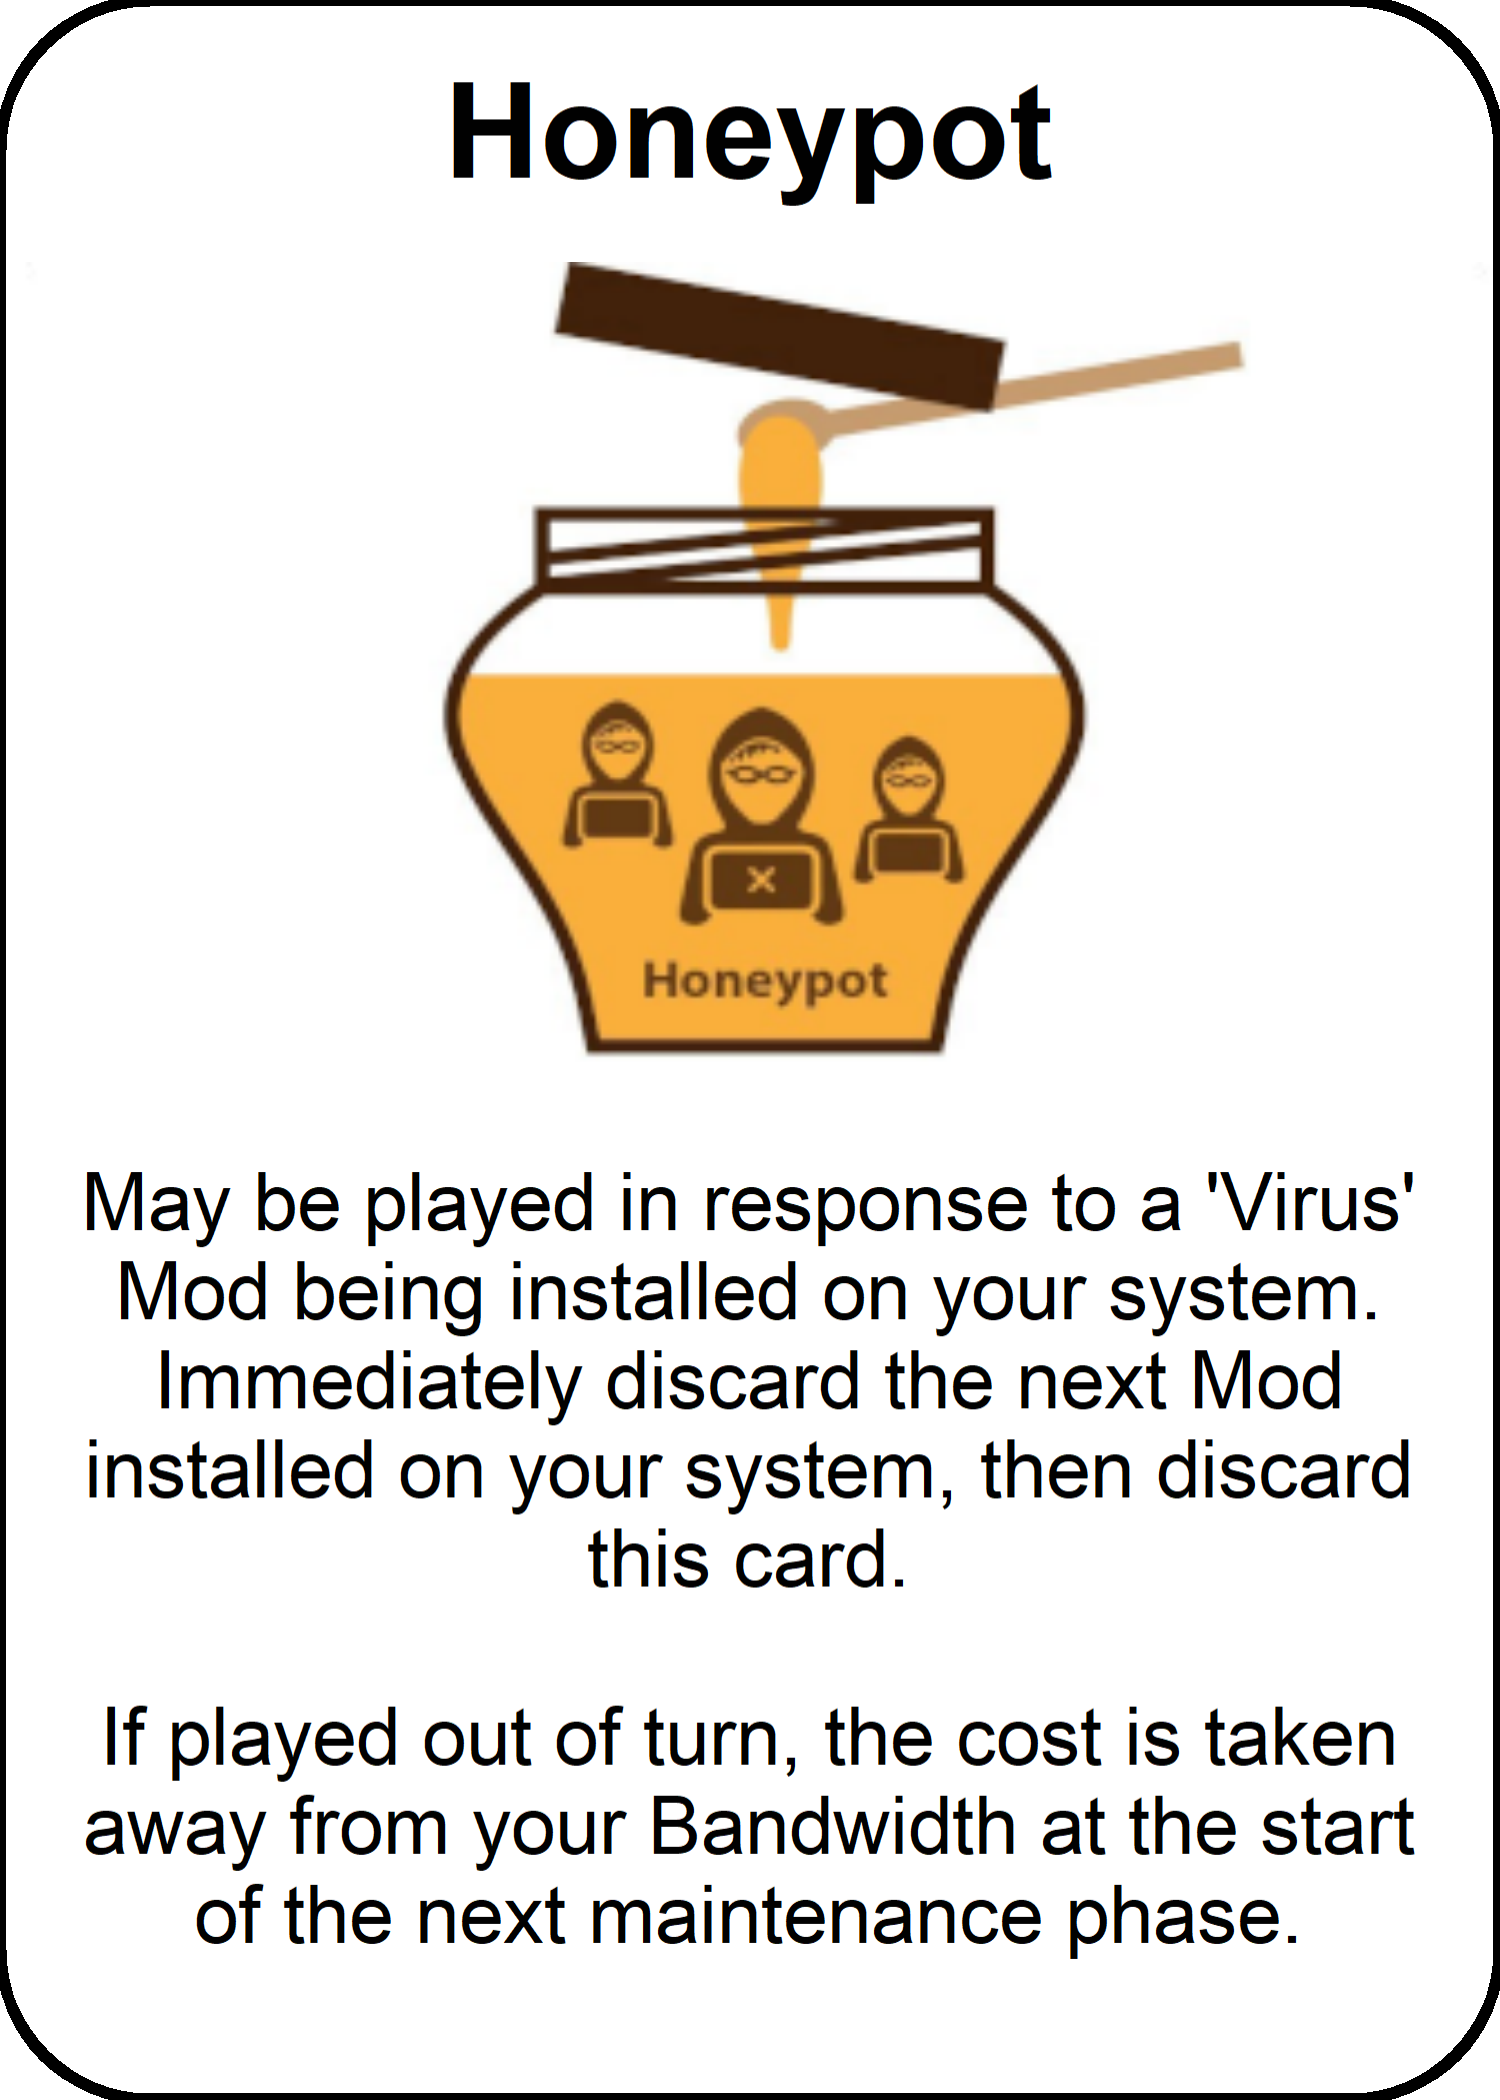 Honeypot
Honeypot
May be played in response to a 'Virus'
Mod being installed on your system.
Immediately discard the next Mod
installed on your system, then discard
this card.
If played out of turn, the cost is taken
away from your Bandwidth at the start
of the next maintenance phase.